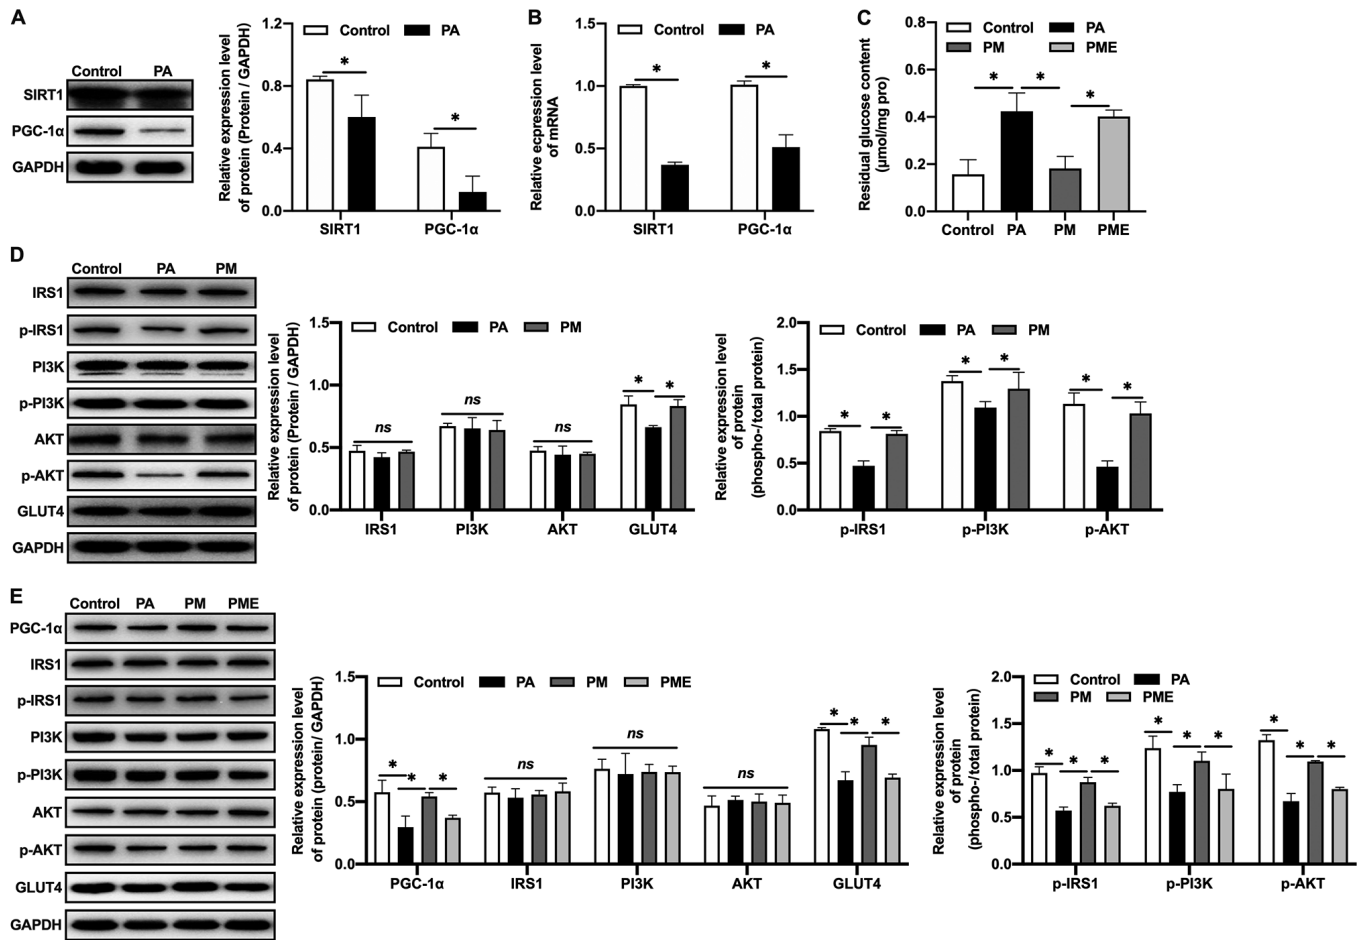 A
Control PA
SIRT1
PGC-1α
GAPDH
Relative expression level
of protein (Protein / GAPDH)
Control PA
1.2
0.8
0.4
0.0
* *
SIRT1 PGC-1α
B
Relative ecpression level
of mRNA
Control PA
1.5
1.0
0.5
0.0
* *
SIRT1 PGC-1α
C
Residual glucose content
(μmol/mg pro)
Control PA
PM PME
0.8
0.6
0.4
0.2
0.0
* * *
Control PA PM PME
D
Control PA PM
IRS1
p-IRS1
PI3K
p-PI3K
AKT
p-AKT
GLUT4
GAPDH
Relative expression level
of protein (Protein / GAPDH)
Control PA PM
1.5
1.0
0.5
0.0
ns ns ns * *
IRS1 PI3K AKT GLUT4
Relative expression level
of protein
(phospho-/total protein)
Control PA PM
2.0
1.5
1.0
0.5
0.0
* * * * * *
p-IRS1 p-PI3K p-AKT
E
Control PA PM PME
PGC-1α
IRS1
p-IRS1
PI3K
p-PI3K
AKT
p-AKT
GLUT4
GAPDH
Relative expression level
of protein (protein/ GAPDH)
Control PA PM PME
1.5
1.0
0.5
0.0
* * * ns ns ns * * *
PGC-1α IRS1 PI3K AKT GLUT4
Relative expression level
of protein
(phospho-/total protein)
Control PA
PM PME
2.0
1.5
1.0
0.5
0.0
* * * * * * * * *
p-IRS1 p-PI3K p-AKT